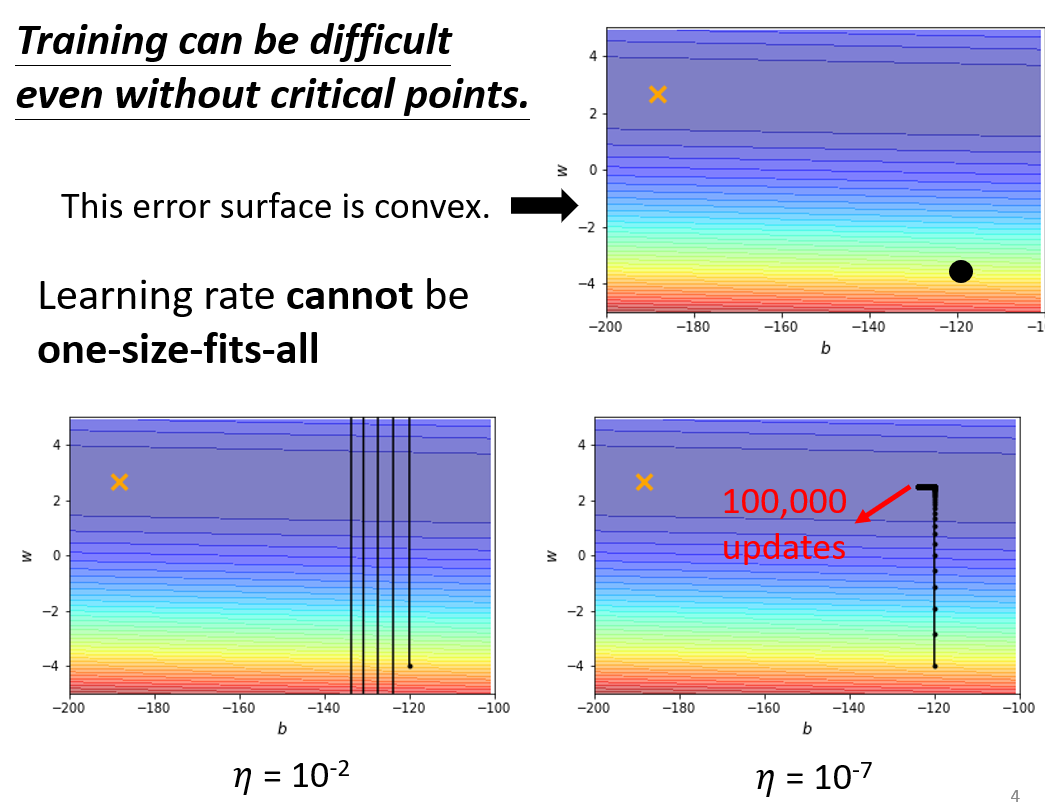 Training can be difficult
even without critical points.
This error surface is convex.
Learning rate cannot be
one-size-fits-all
4
2
0
−2
−4
w
−200
−180
−160
−140
−120
−1
b
4
2
0
−2
−4
w
−200
−180
−160
−140
−120
−100
b
η = 10-2
4
2
0
−2
−4
w
100,000
updates
−200
−180
−160
−140
−120
−100
b
η = 10-7
4